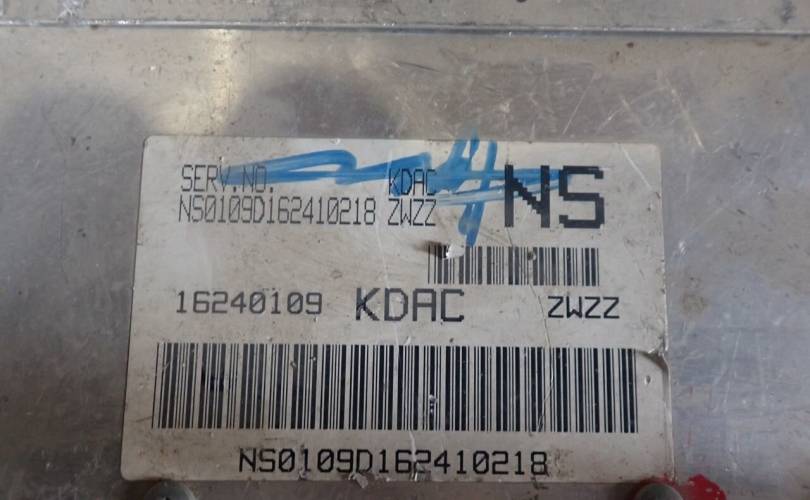 SERV.NO. KDAC NS
NS0109D162410218 ZWZZ
16240109 KDAC ZWZZ
NS0109D162410218